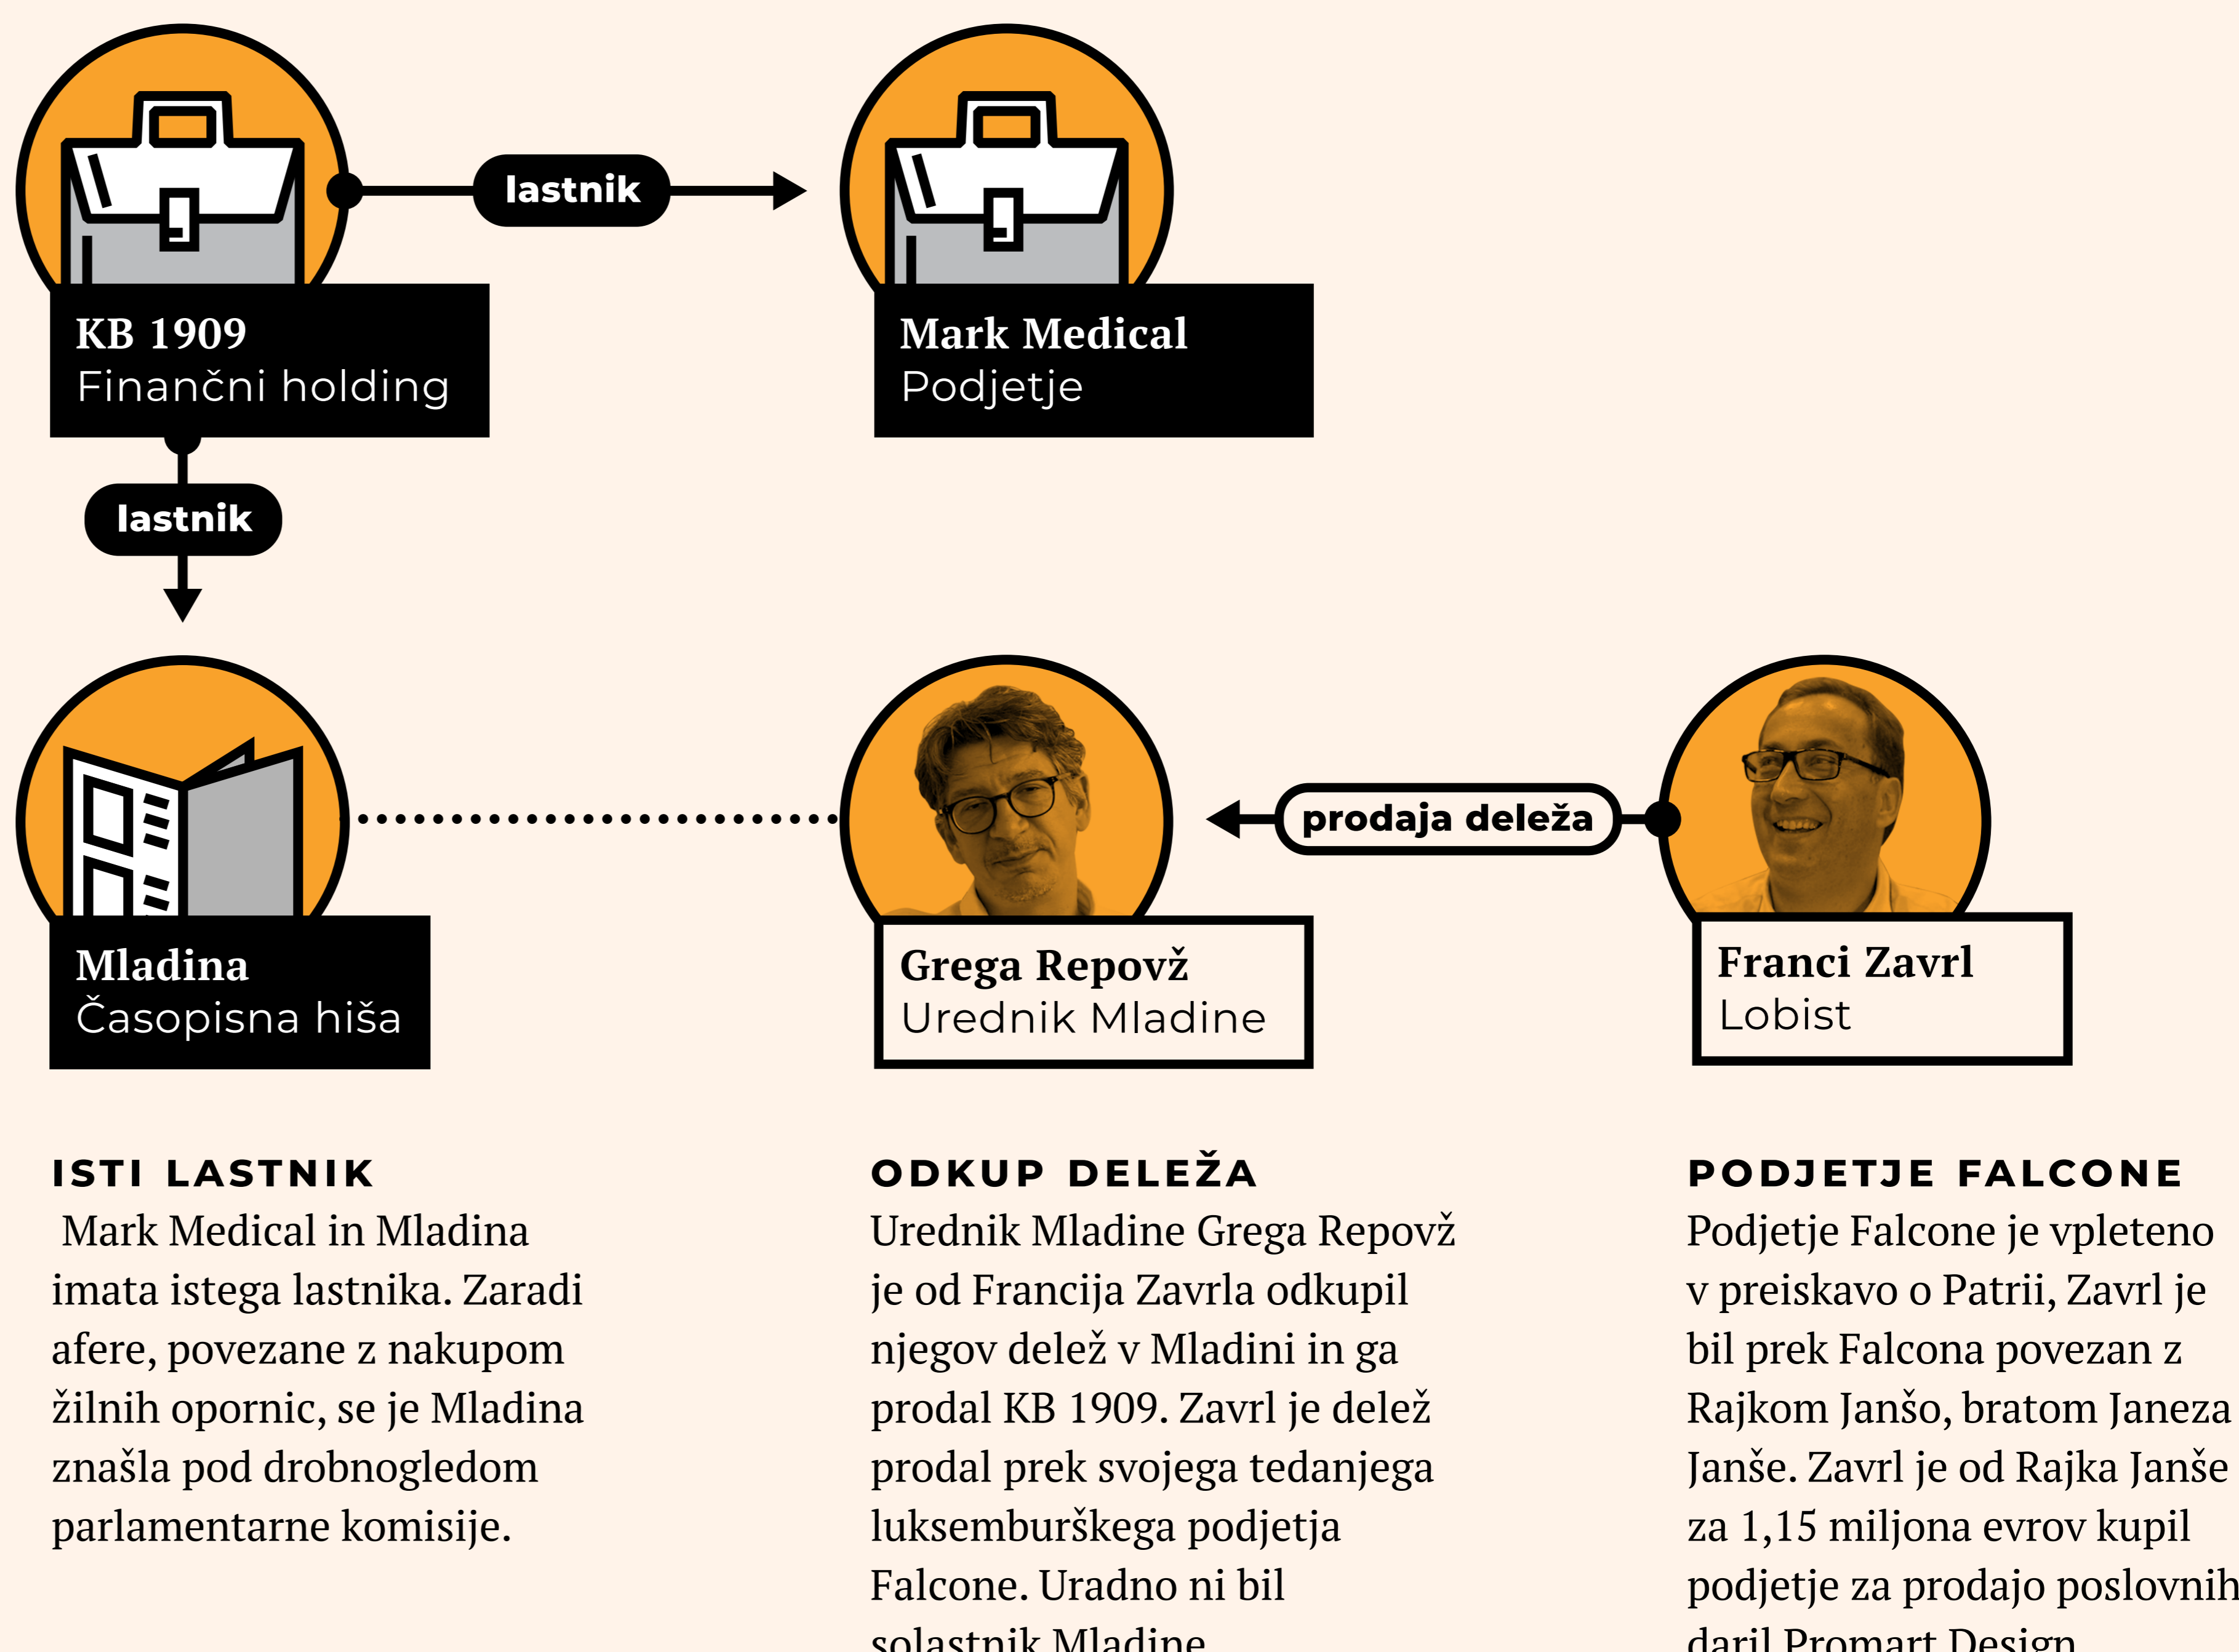 lastnik
KB 1909
Finančni holding
Mark Medical
Podjetje
lastnik
prodaja deleža
Mladina
Časopisna hiša
Grega Repovž
Urednik Mladine
Franci Zavrl
Lobist
ISTI LASTNIK
Mark Medical in Mladina
imata istega lastnika. Zaradi
afere, povezane z nakupom
žilnih opornic, se je Mladina
znašla pod drobnogledom
parlamentarne komisije.
ODKUP DELEŽA
Urednik Mladine Grega Repovž
je od Francija Zavrla odkupil
njegov delež v Mladini in ga
prodal KB 1909. Zavrl je delež
prodal prek svojega tedanjega
luksemburškega podjetja
Falcone. Uradno ni bil
solastnik Mladine
PODJETJE FALCONE
Podjetje Falcone je vpleteno
v preiskavo o Patrii, Zavrl je
bil prek Falcona povezan z
Rajkom Janšo, bratom Janeza
Janše. Zavrl je od Rajka Janše
za 1,15 miljona evrov kupil
podjetje za prodajo poslovnih
daril Promart Design